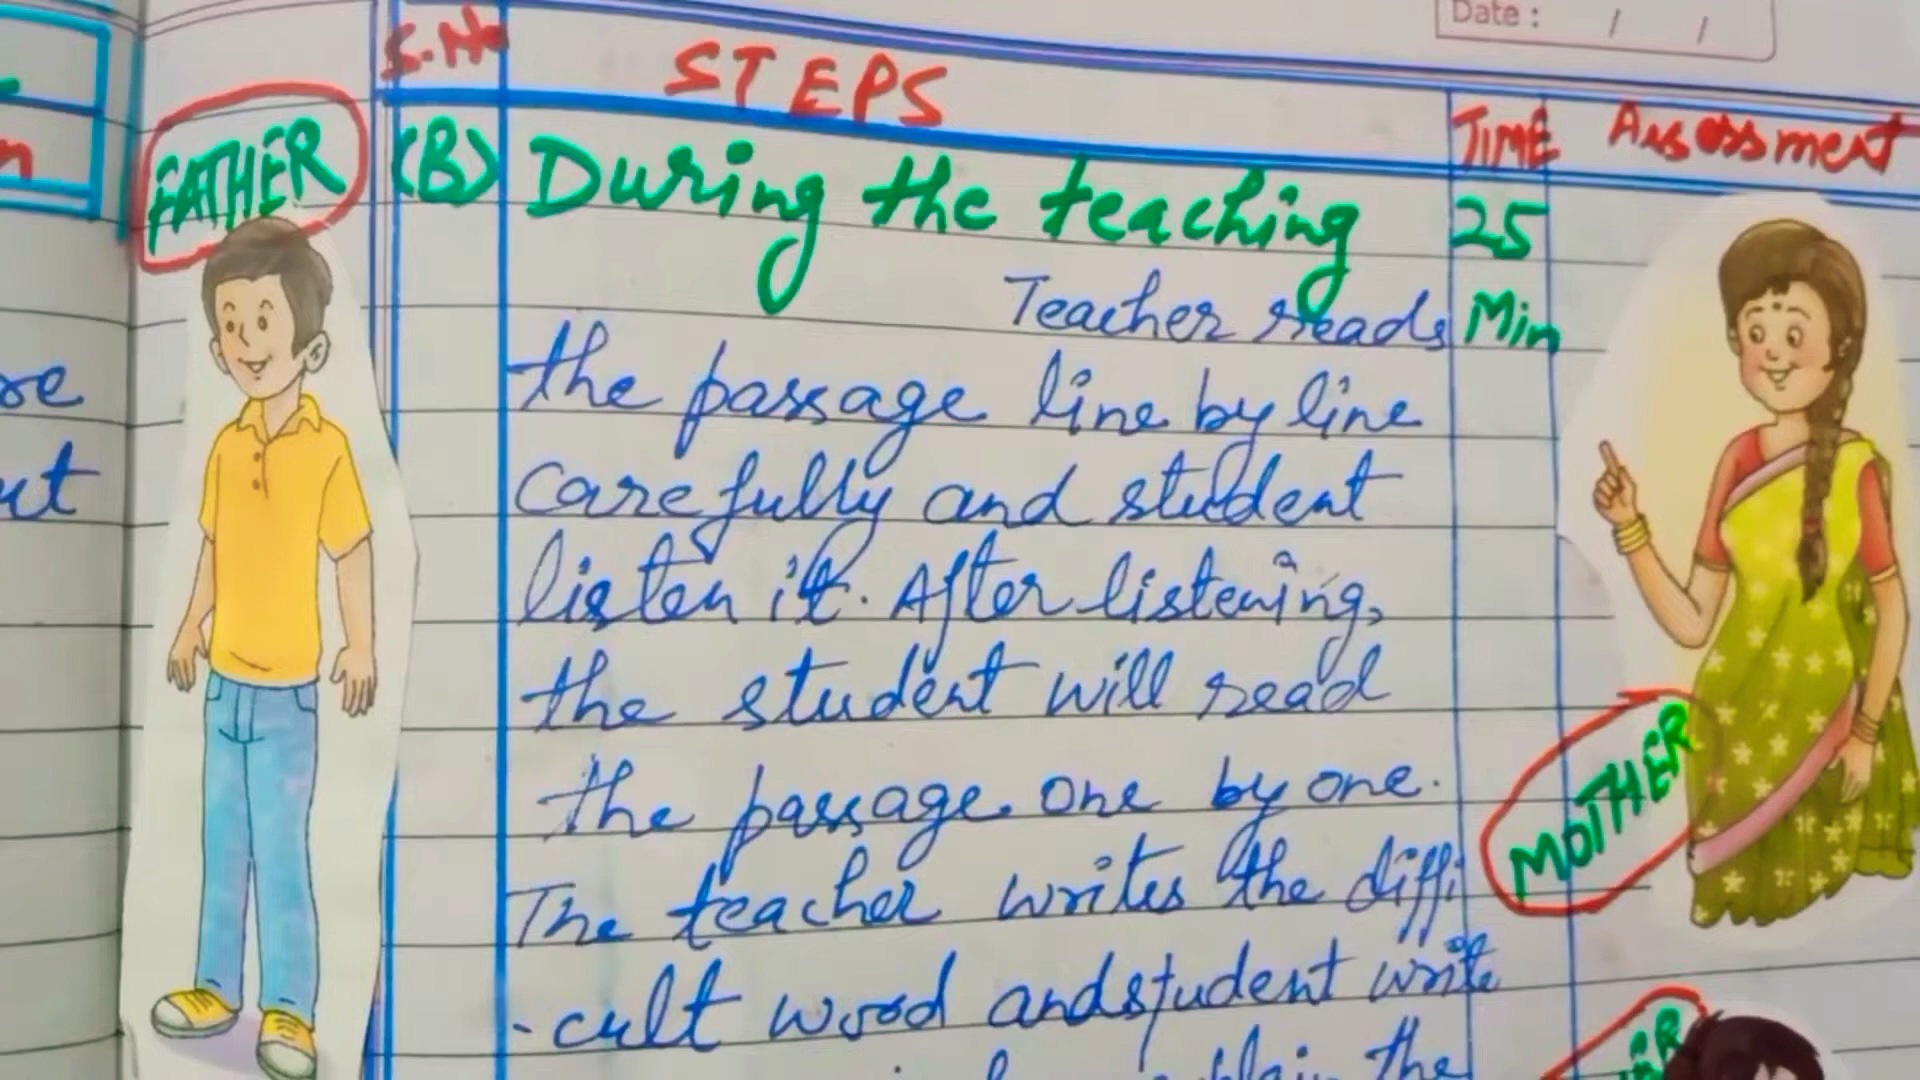 Date : / /
S.No STEPS TIME Assessment
FATHER
(B) During the teaching 25
Teacher reads Min
the passage line by line
carefully and student
listen it. After listening,
the student will read
the passage one by one.
MOTHER
The teacher writes the diffi
-cult word and student write
the